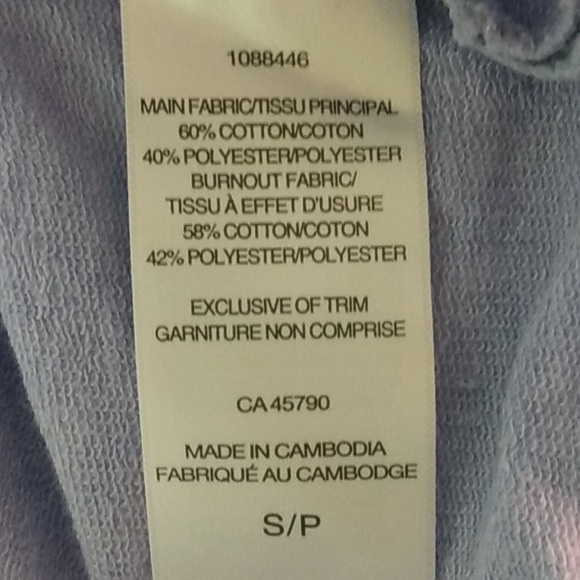 1088446
MAIN FABRIC/TISSU PRINCIPAL
60% COTTON/COTON
40% POLYESTER/POLYESTER
BURNOUT FABRIC/
TISSU À EFFET D'USURE
58% COTTON/COTON
42% POLYESTER/POLYESTER
EXCLUSIVE OF TRIM
GARNITURE NON COMPRISE
CA 45790
MADE IN CAMBODIA
FABRIQUÉ AU CAMBODGE
S/P